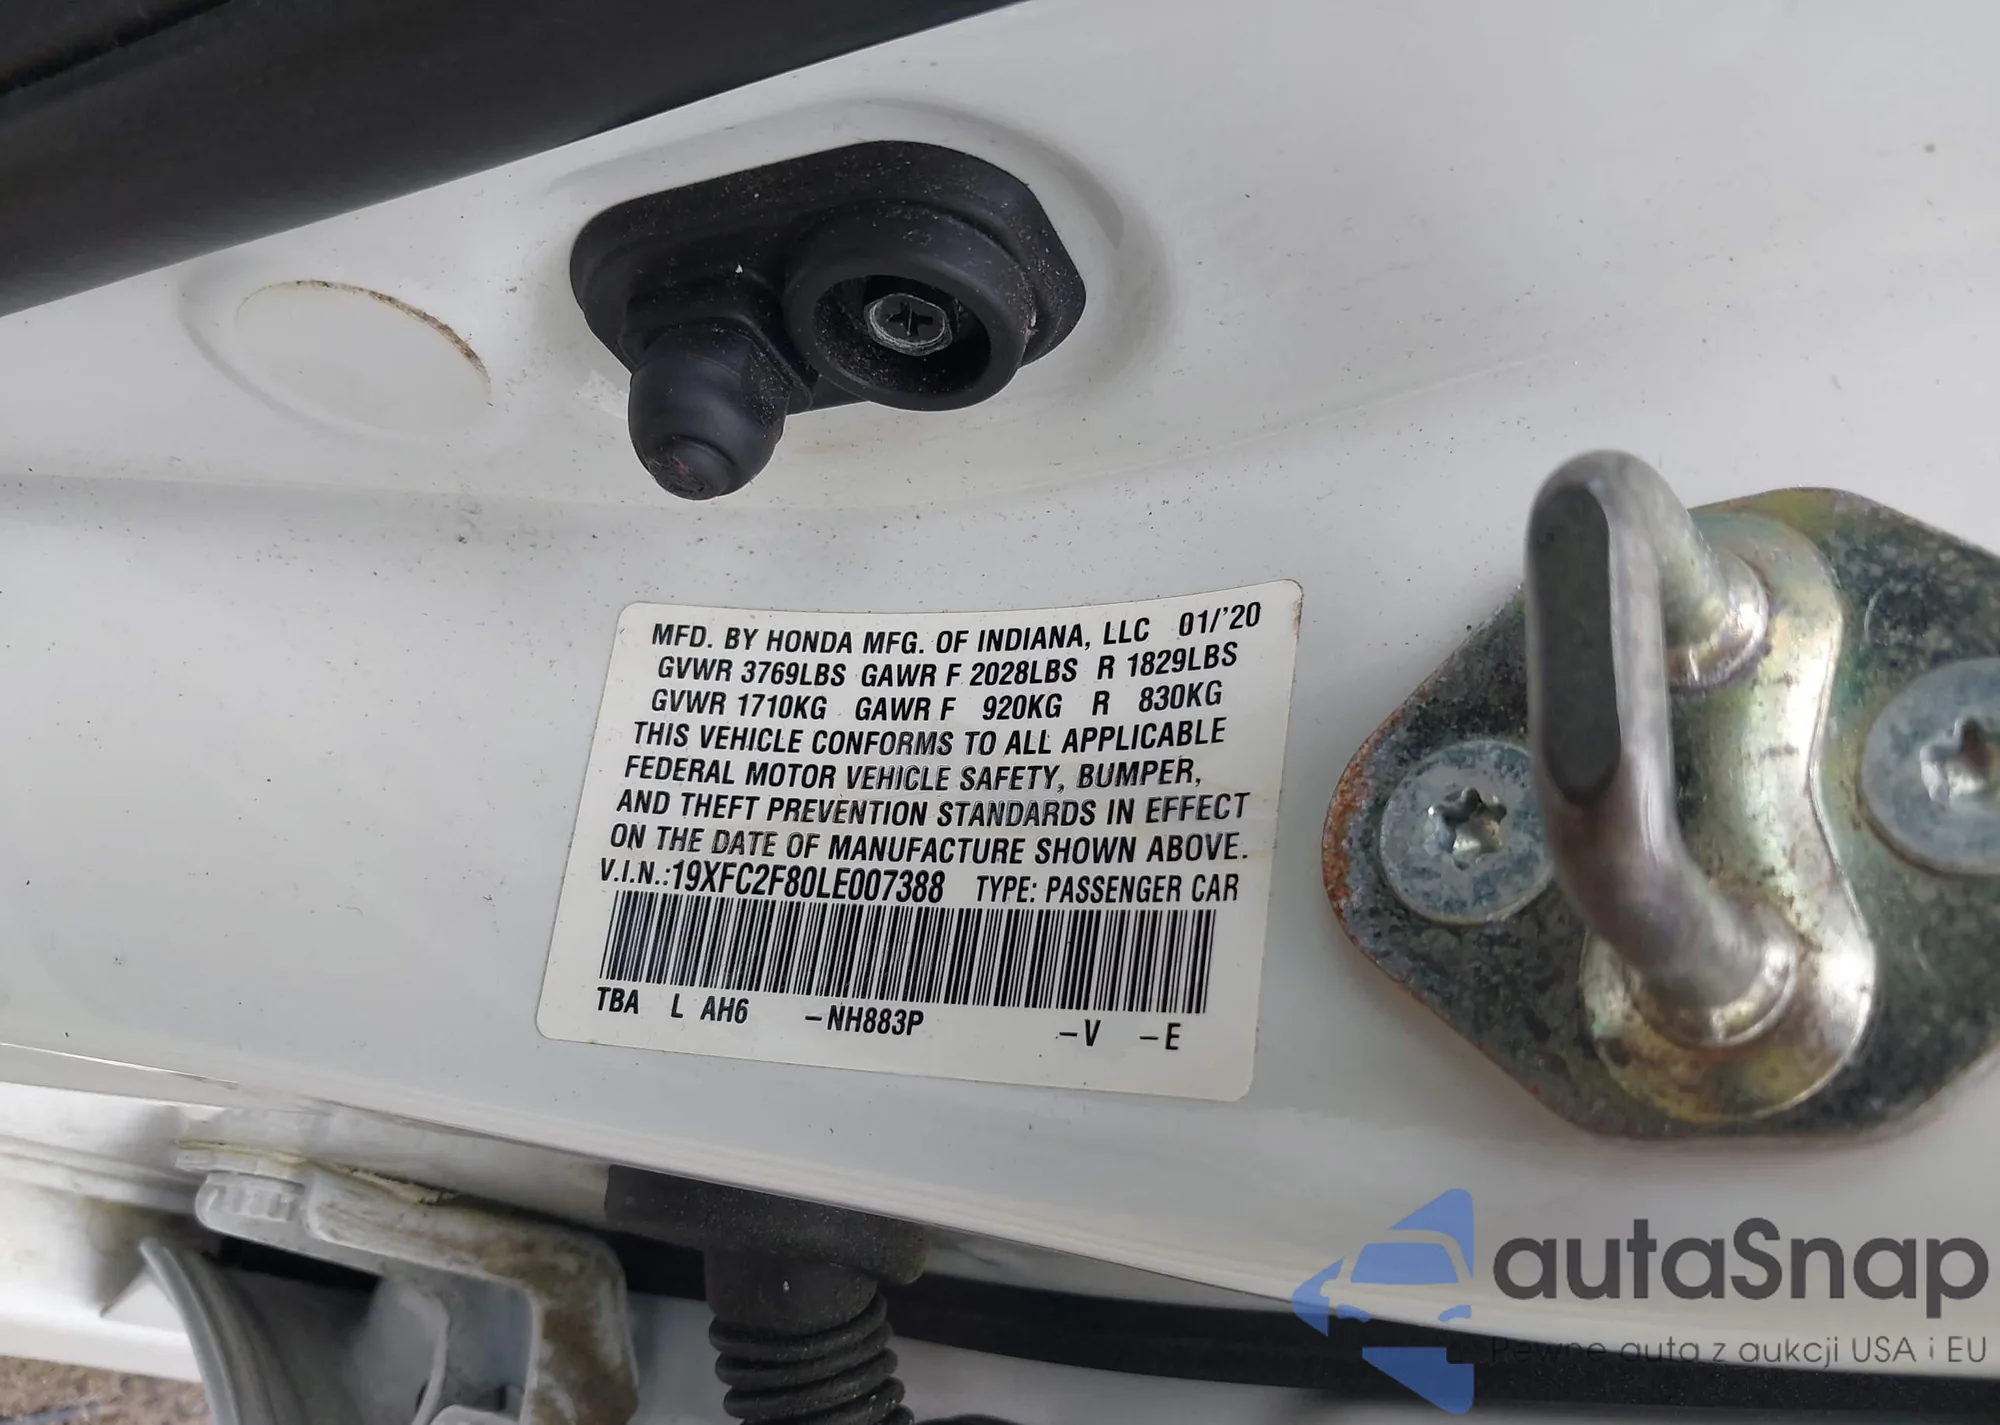 MFD. BY HONDA MFG. OF INDIANA, LLC 01/'20
GVWR 3769LBS GAWR F 2028LBS R 1829LBS
GVWR 1710KG GAWR F 920KG R 830KG
THIS VEHICLE CONFORMS TO ALL APPLICABLE
FEDERAL MOTOR VEHICLE SAFETY, BUMPER,
AND THEFT PREVENTION STANDARDS IN EFFECT
ON THE DATE OF MANUFACTURE SHOWN ABOVE.
V.I.N.:19XFC2F80LE007388 TYPE: PASSENGER CAR
TBA L AH6 –NH883P –V –E
autaSnap
Pewne auta z aukcji USA i EU